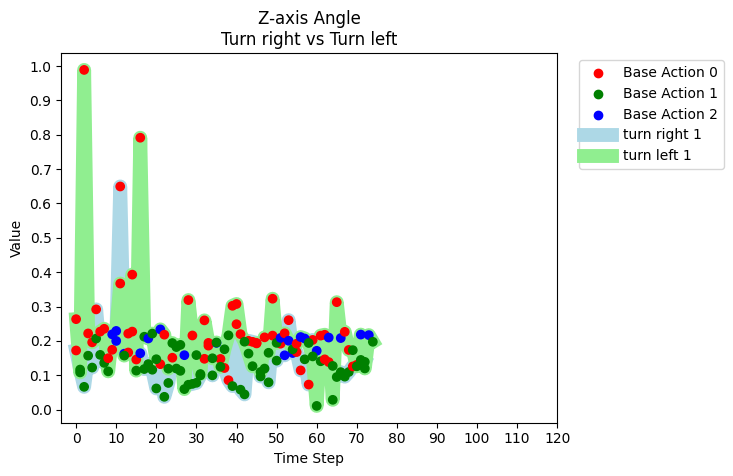 Z-axis Angle
Turn right vs Turn left
1.0
0.9
0.8
0.7
0.6
0.5
0.4
0.3
0.2
0.1
0.0
Value
0 10 20 30 40 50 60 70 80 90 100 110 120
Time Step
Base Action 0
Base Action 1
Base Action 2
turn right 1
turn left 1